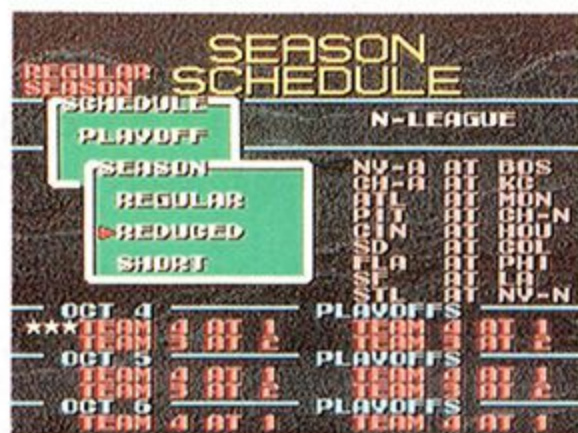 SEASON
SCHEDULE
REGULAR
SEASON
SCHEDULE
PLAYOFF
SEASON
REGULAR
REDUCED
SHORT
N-LEAGUE
NY-A AT BOS
CH-A AT KC
ATL AT MON
PIT AT CH-N
CIN AT HOU
SD AT COL
FLA AT PHI
SF AT LA
STL AT NY-N
OCT 4 PLAYOFFS
★★★TEAM 4 AT 1 TEAM 4 AT 1
TEAM 3 AT 2 TEAM 3 AT 2
OCT 5 PLAYOFFS
TEAM 4 AT 1 TEAM 4 AT 1
TEAM 3 AT 2 TEAM 3 AT 2
OCT 6 PLAYOFFS
TEAM 4 AT 1 TEAM 4 AT 1